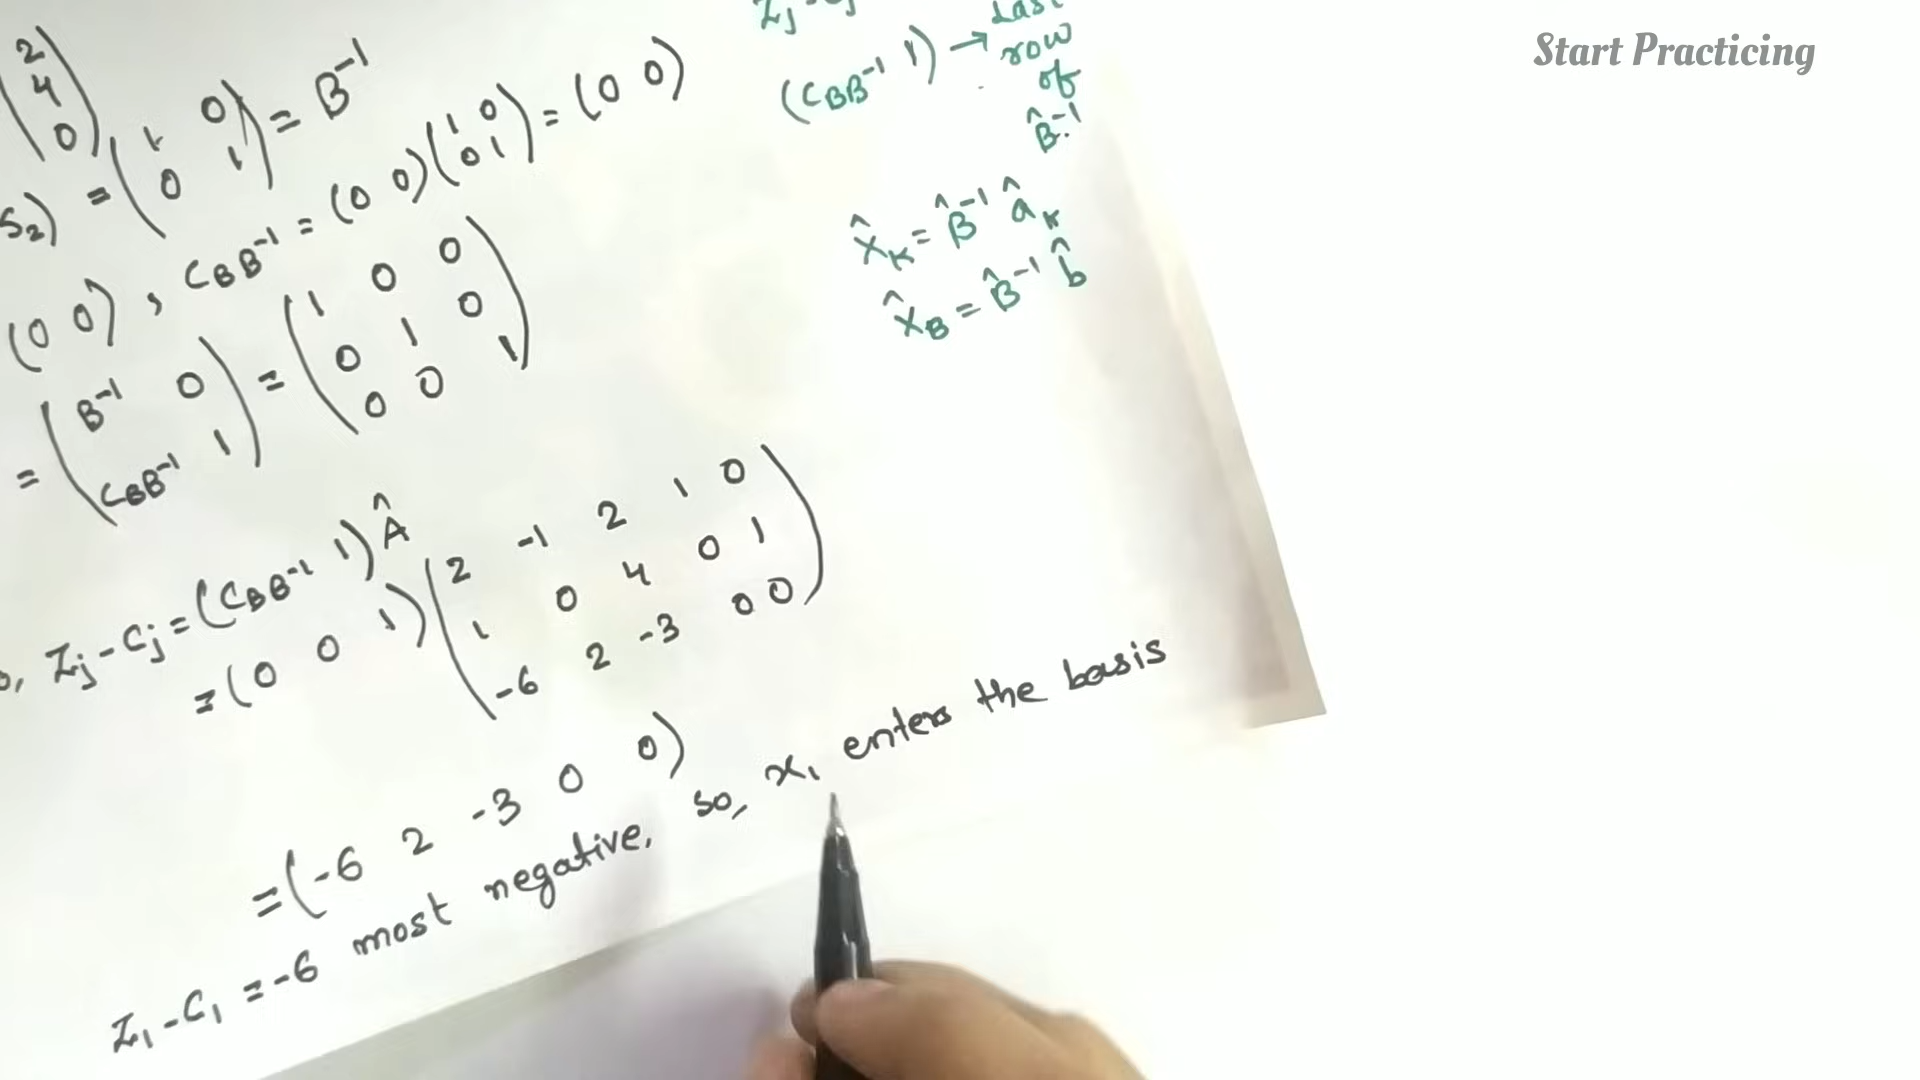 Start Practicing
(2
4
0)
S₂) = (1 0
0 1) = B⁻¹
(0 0), C_B B⁻¹ = (0 0)(1 0
0 1) = (0 0)
= (B⁻¹ 0
C_B B⁻¹ 1) = (1 0 0
0 1 0
0 0 1)
Zj - Cj = (C_B B⁻¹ 1) Â
= (0 0 1) (2 -1 2 1 0
1 0 4 0 1
-6 2 -3 0 0)
= (-6 2 -3 0 0)
Z₁ - C₁ = -6 most negative, so, x₁ enters the basis
(C_B B⁻¹ 1) → Last
row
of
B̂⁻¹.
X̂_K = B̂⁻¹ â_K
X̂_B = B̂⁻¹ b̂